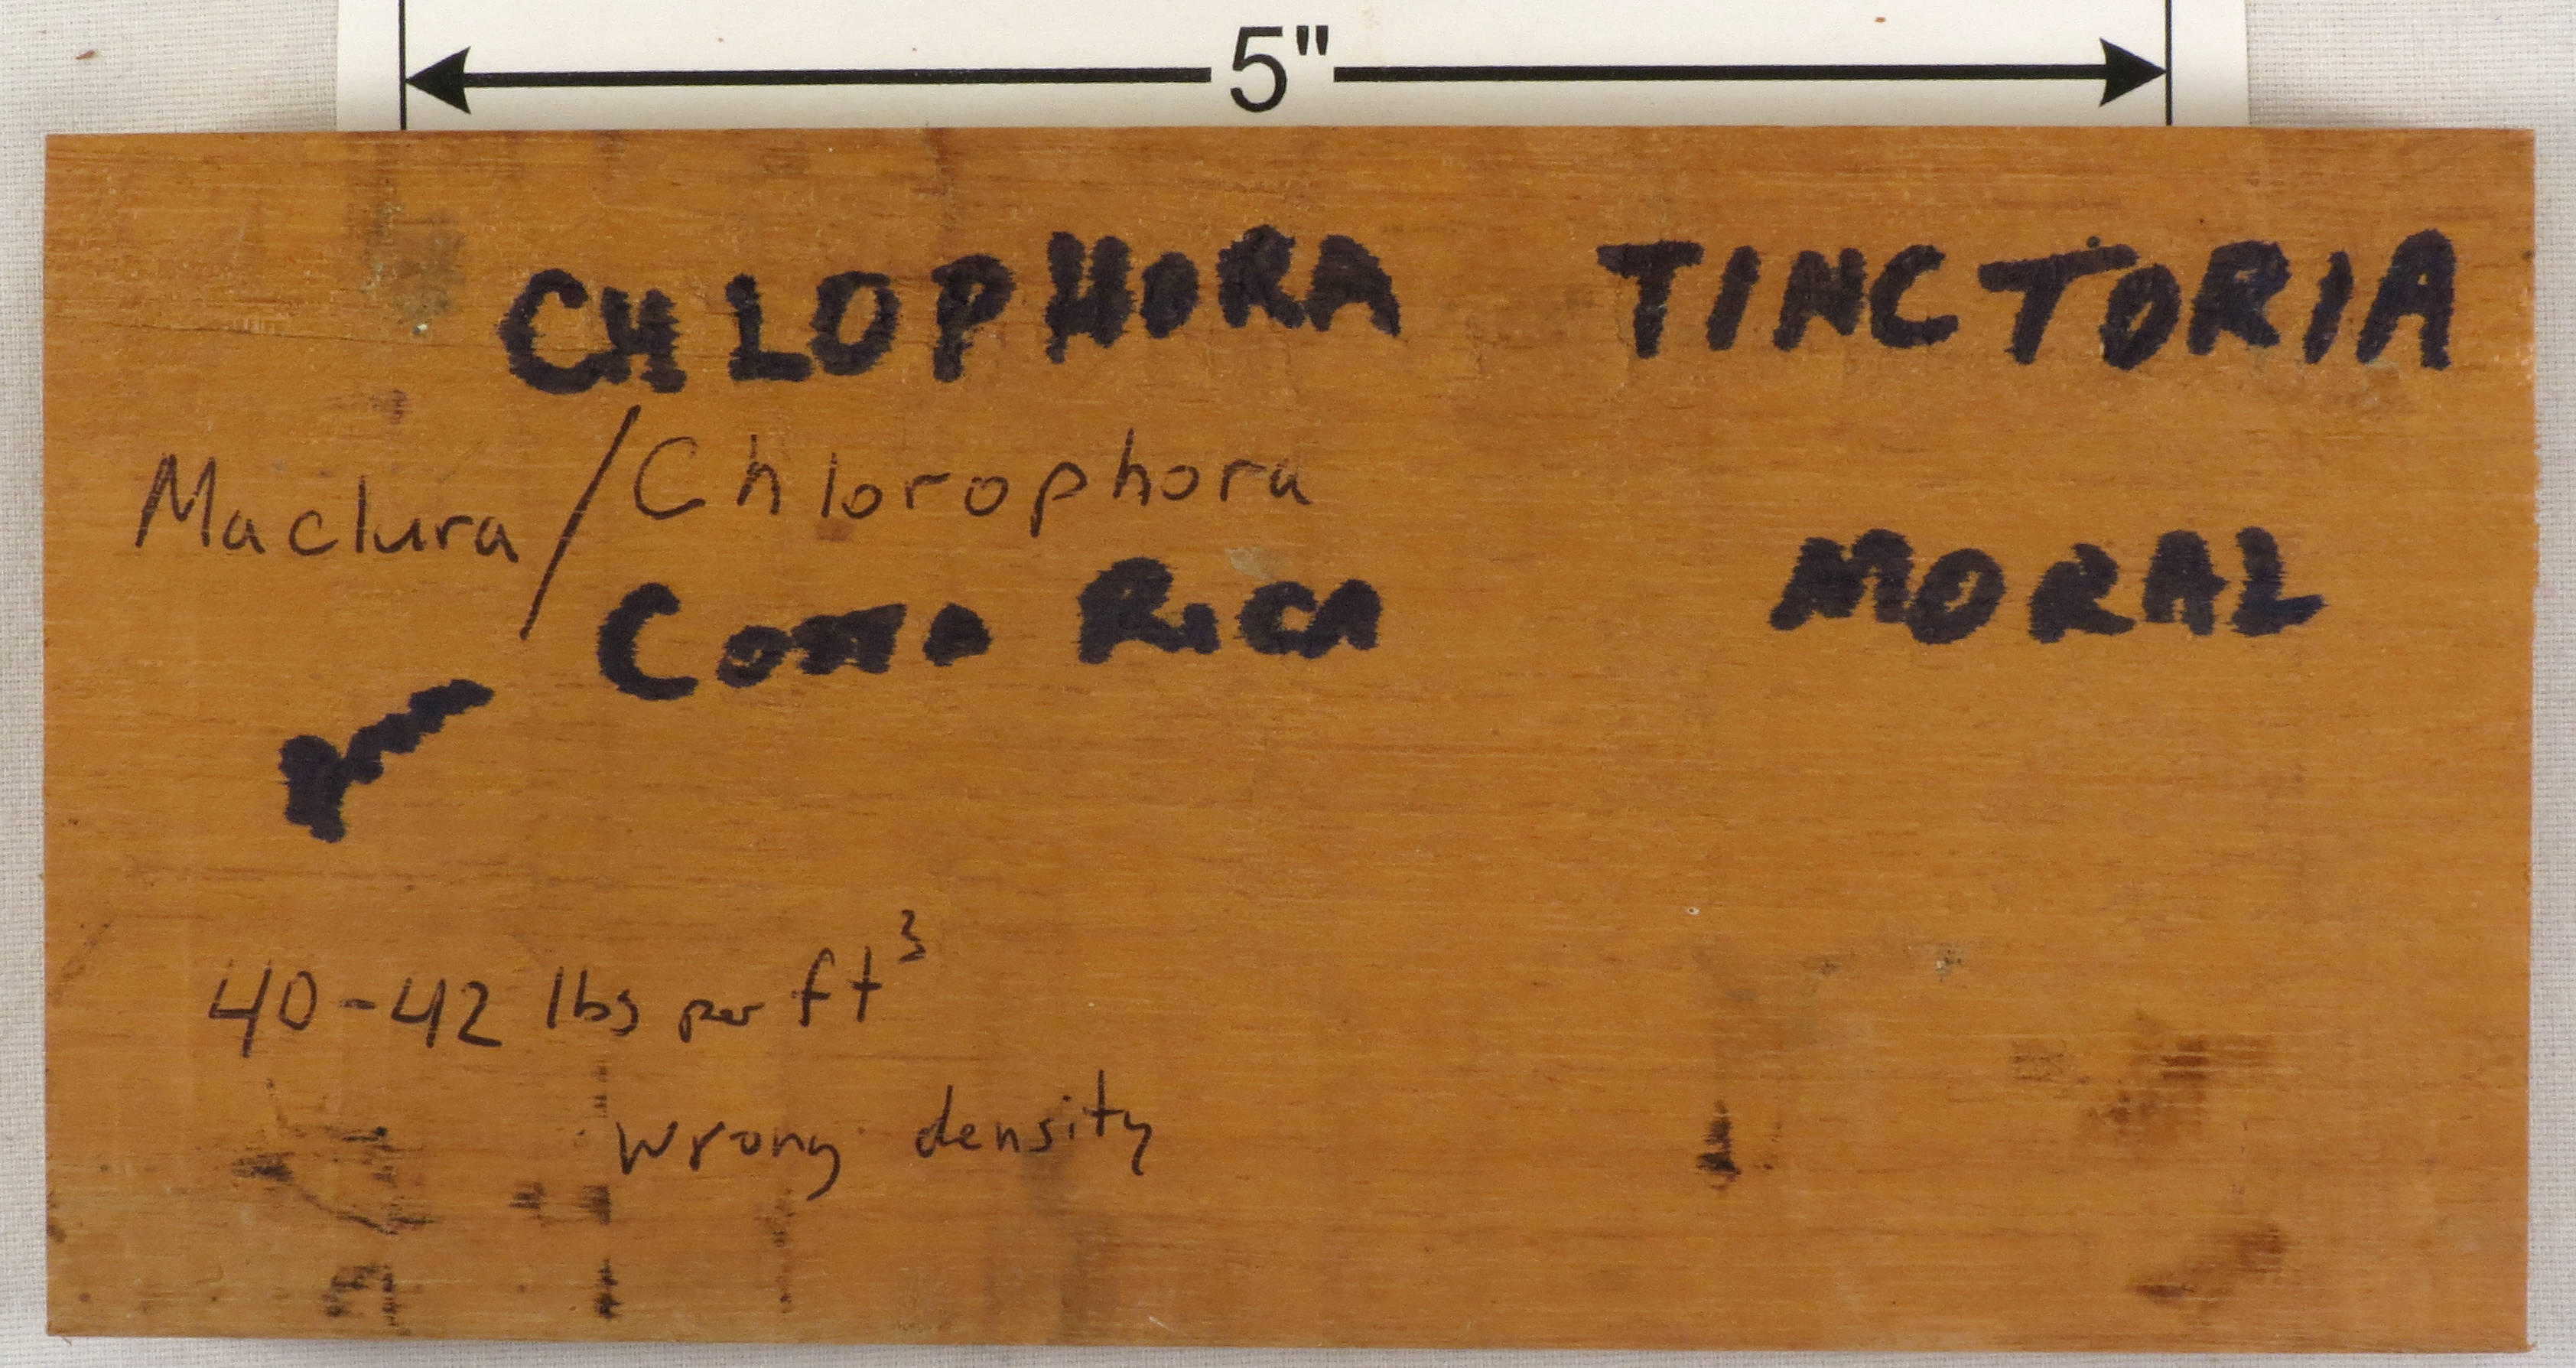 5"
CHLOPHORA TINCTORIA
Maclura/Chlorophora
COSTA RICA MORAL
40-42 lbs per ft³
wrong density